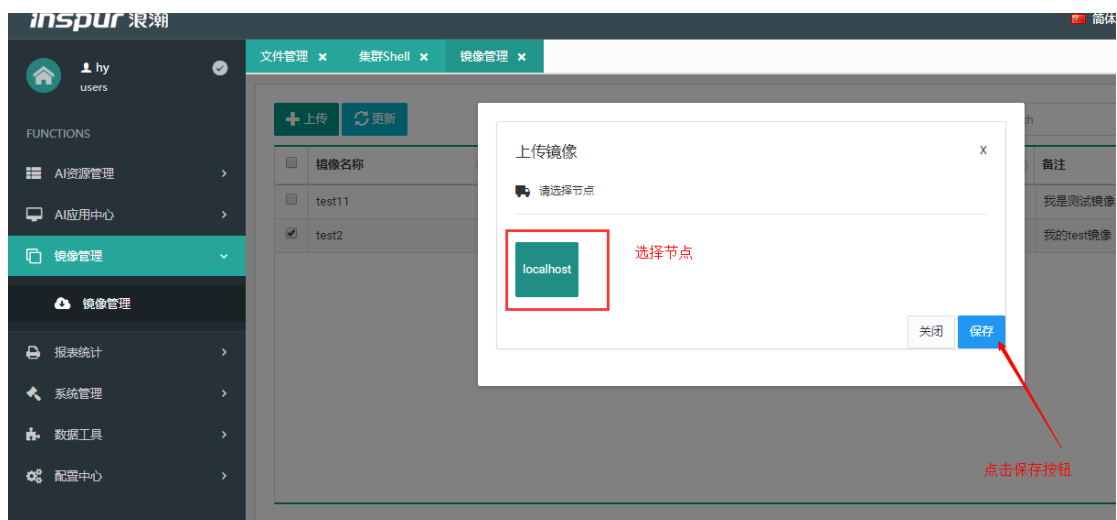 inspur 浪潮
简体
hy
users
文件管理 x 集群Shell x 镜像管理 x
FUNCTIONS
AI资源管理
AI应用中心
镜像管理
镜像管理
报表统计
系统管理
数据工具
配置中心
上传 更新
镜像名称 备注
test11 我是测试镜像
test2 我的test镜像
上传镜像 x
请选择节点
localhost
选择节点
关闭 保存
点击保存按钮